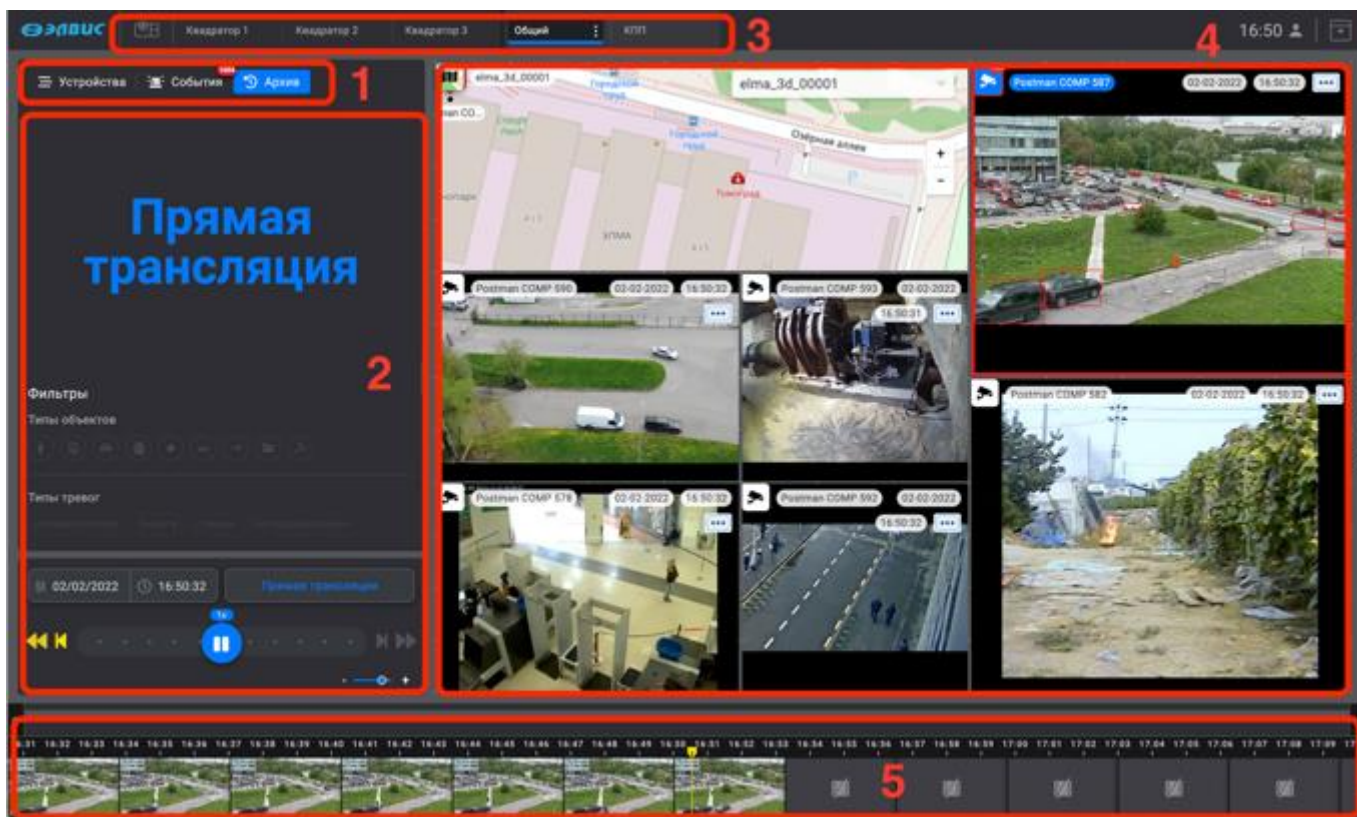 ЭЛВИС
Квадратор 1
Квадратор 2
Квадратор 3
Общий
КПП
3
4
16:50
Устройства
События
Архив
1
Прямая
трансляция
2
Фильтры
Типы объектов
Типы тревог
02/02/2022
16:50:32
Прямая трансляция
1x
- +
elma_3d_00001
elma_3d_00001
Городской
пруд
Озёрная аллея
Городской
пруд
ЭЛМА
+
-
Postman COMP 587
02-02-2022
16:50:32
Postman COMP 590
02-02-2022
16:50:32
Postman COMP 593
02-02-2022
16:50:31
Postman COMP 582
02-02-2022
16:50:32
Postman COMP 578
02-02-2022
16:50:32
Postman COMP 592
02-02-2022
16:50:32
16:32 16:33 16:34 16:35 16:36 16:37 16:38 16:39 16:40 16:41 16:42 16:43 16:44 16:45 16:46 16:47 16:48 16:49 16:51 16:52 16:53 16:54 16:55 16:56 16:57 16:58 16:59 17:00 17:01 17:02 17:03 17:04 17:05 17:06 17:07 17:08 17:09
5